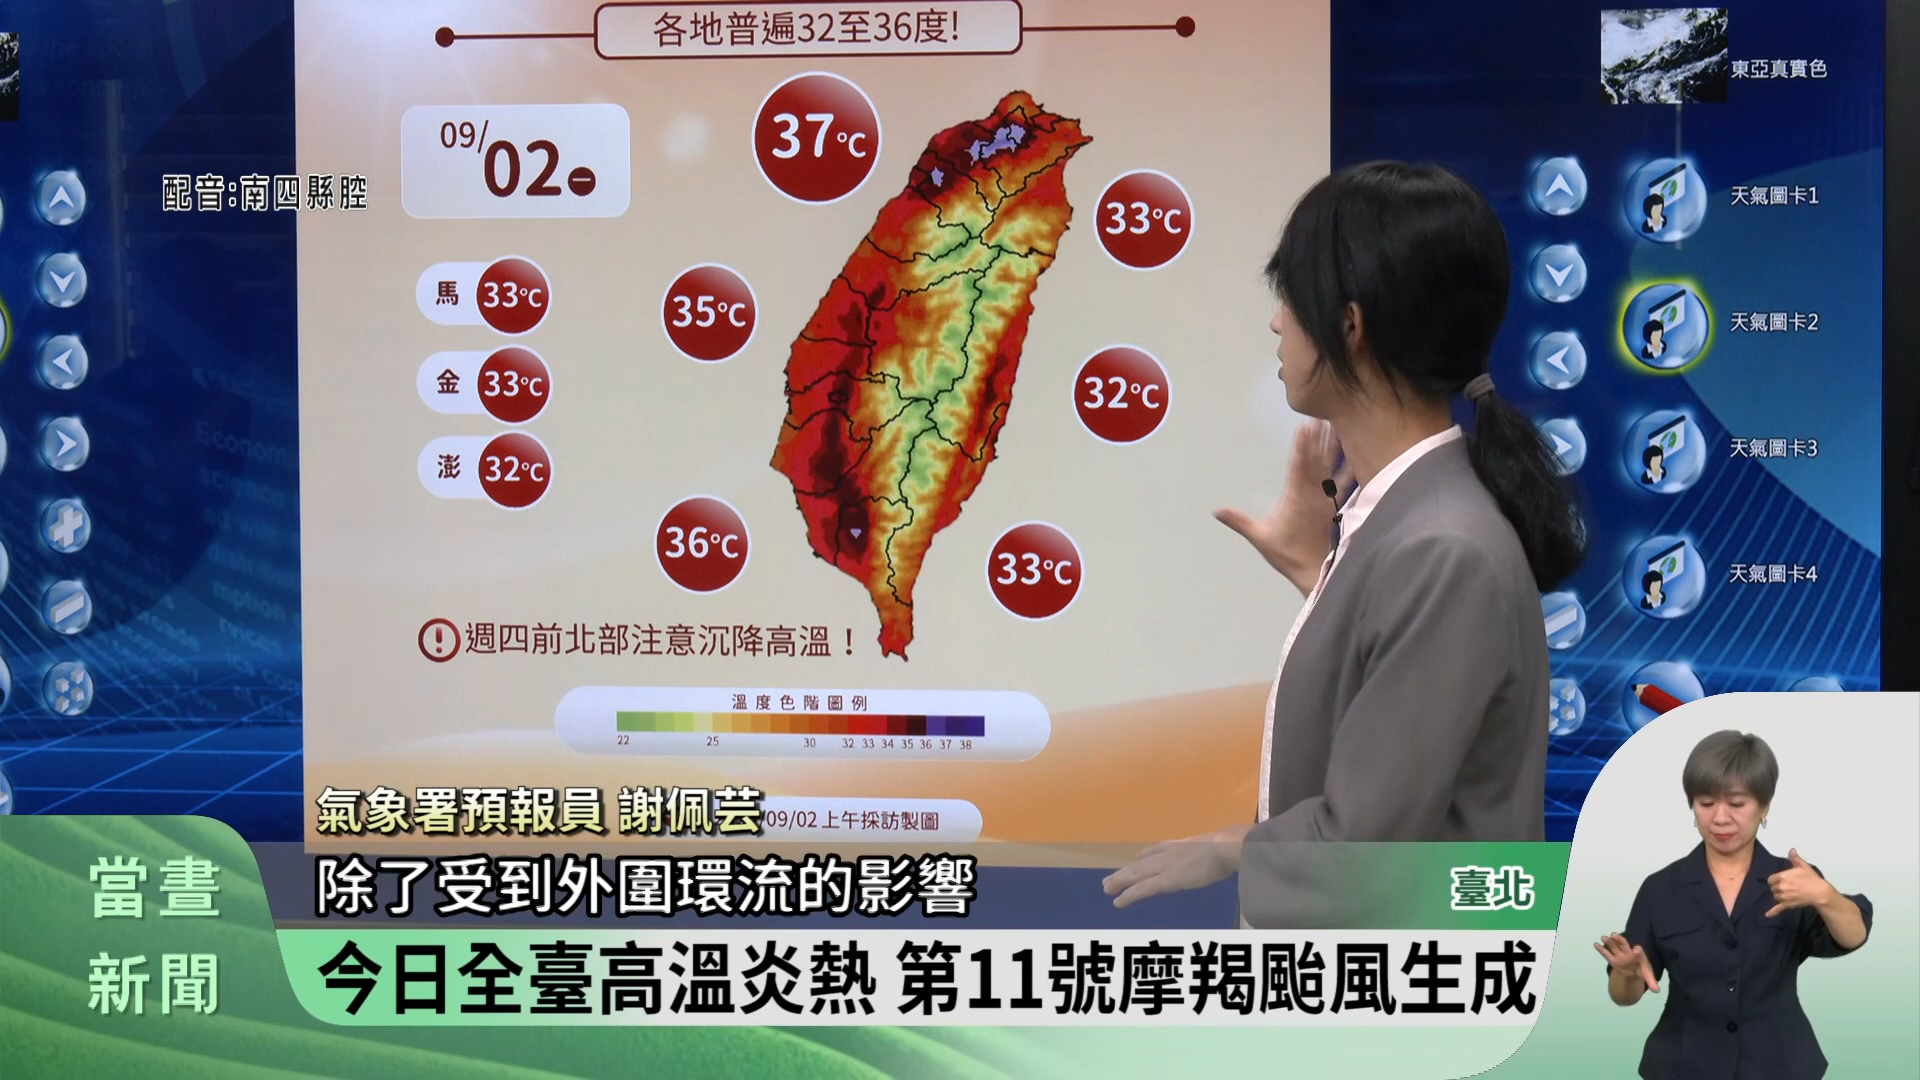 各地普遍32至36度!
東亞真實色
09/
02一
37°C
配音:南四縣腔
天氣圖卡1
33°C
馬 33°C
35°C
天氣圖卡2
金 33°C
32°C
澎 32°C
天氣圖卡3
36°C
33°C
天氣圖卡4
週四前北部注意沉降高溫！
溫度色階圖例
22 25 30 32 33 34 35 36 37 38
氣象署預報員 謝佩芸
/09/02上午採訪製圖
除了受到外圍環流的影響
臺北
當晝
新聞
今日全臺高溫炎熱 第11號摩羯颱風生成